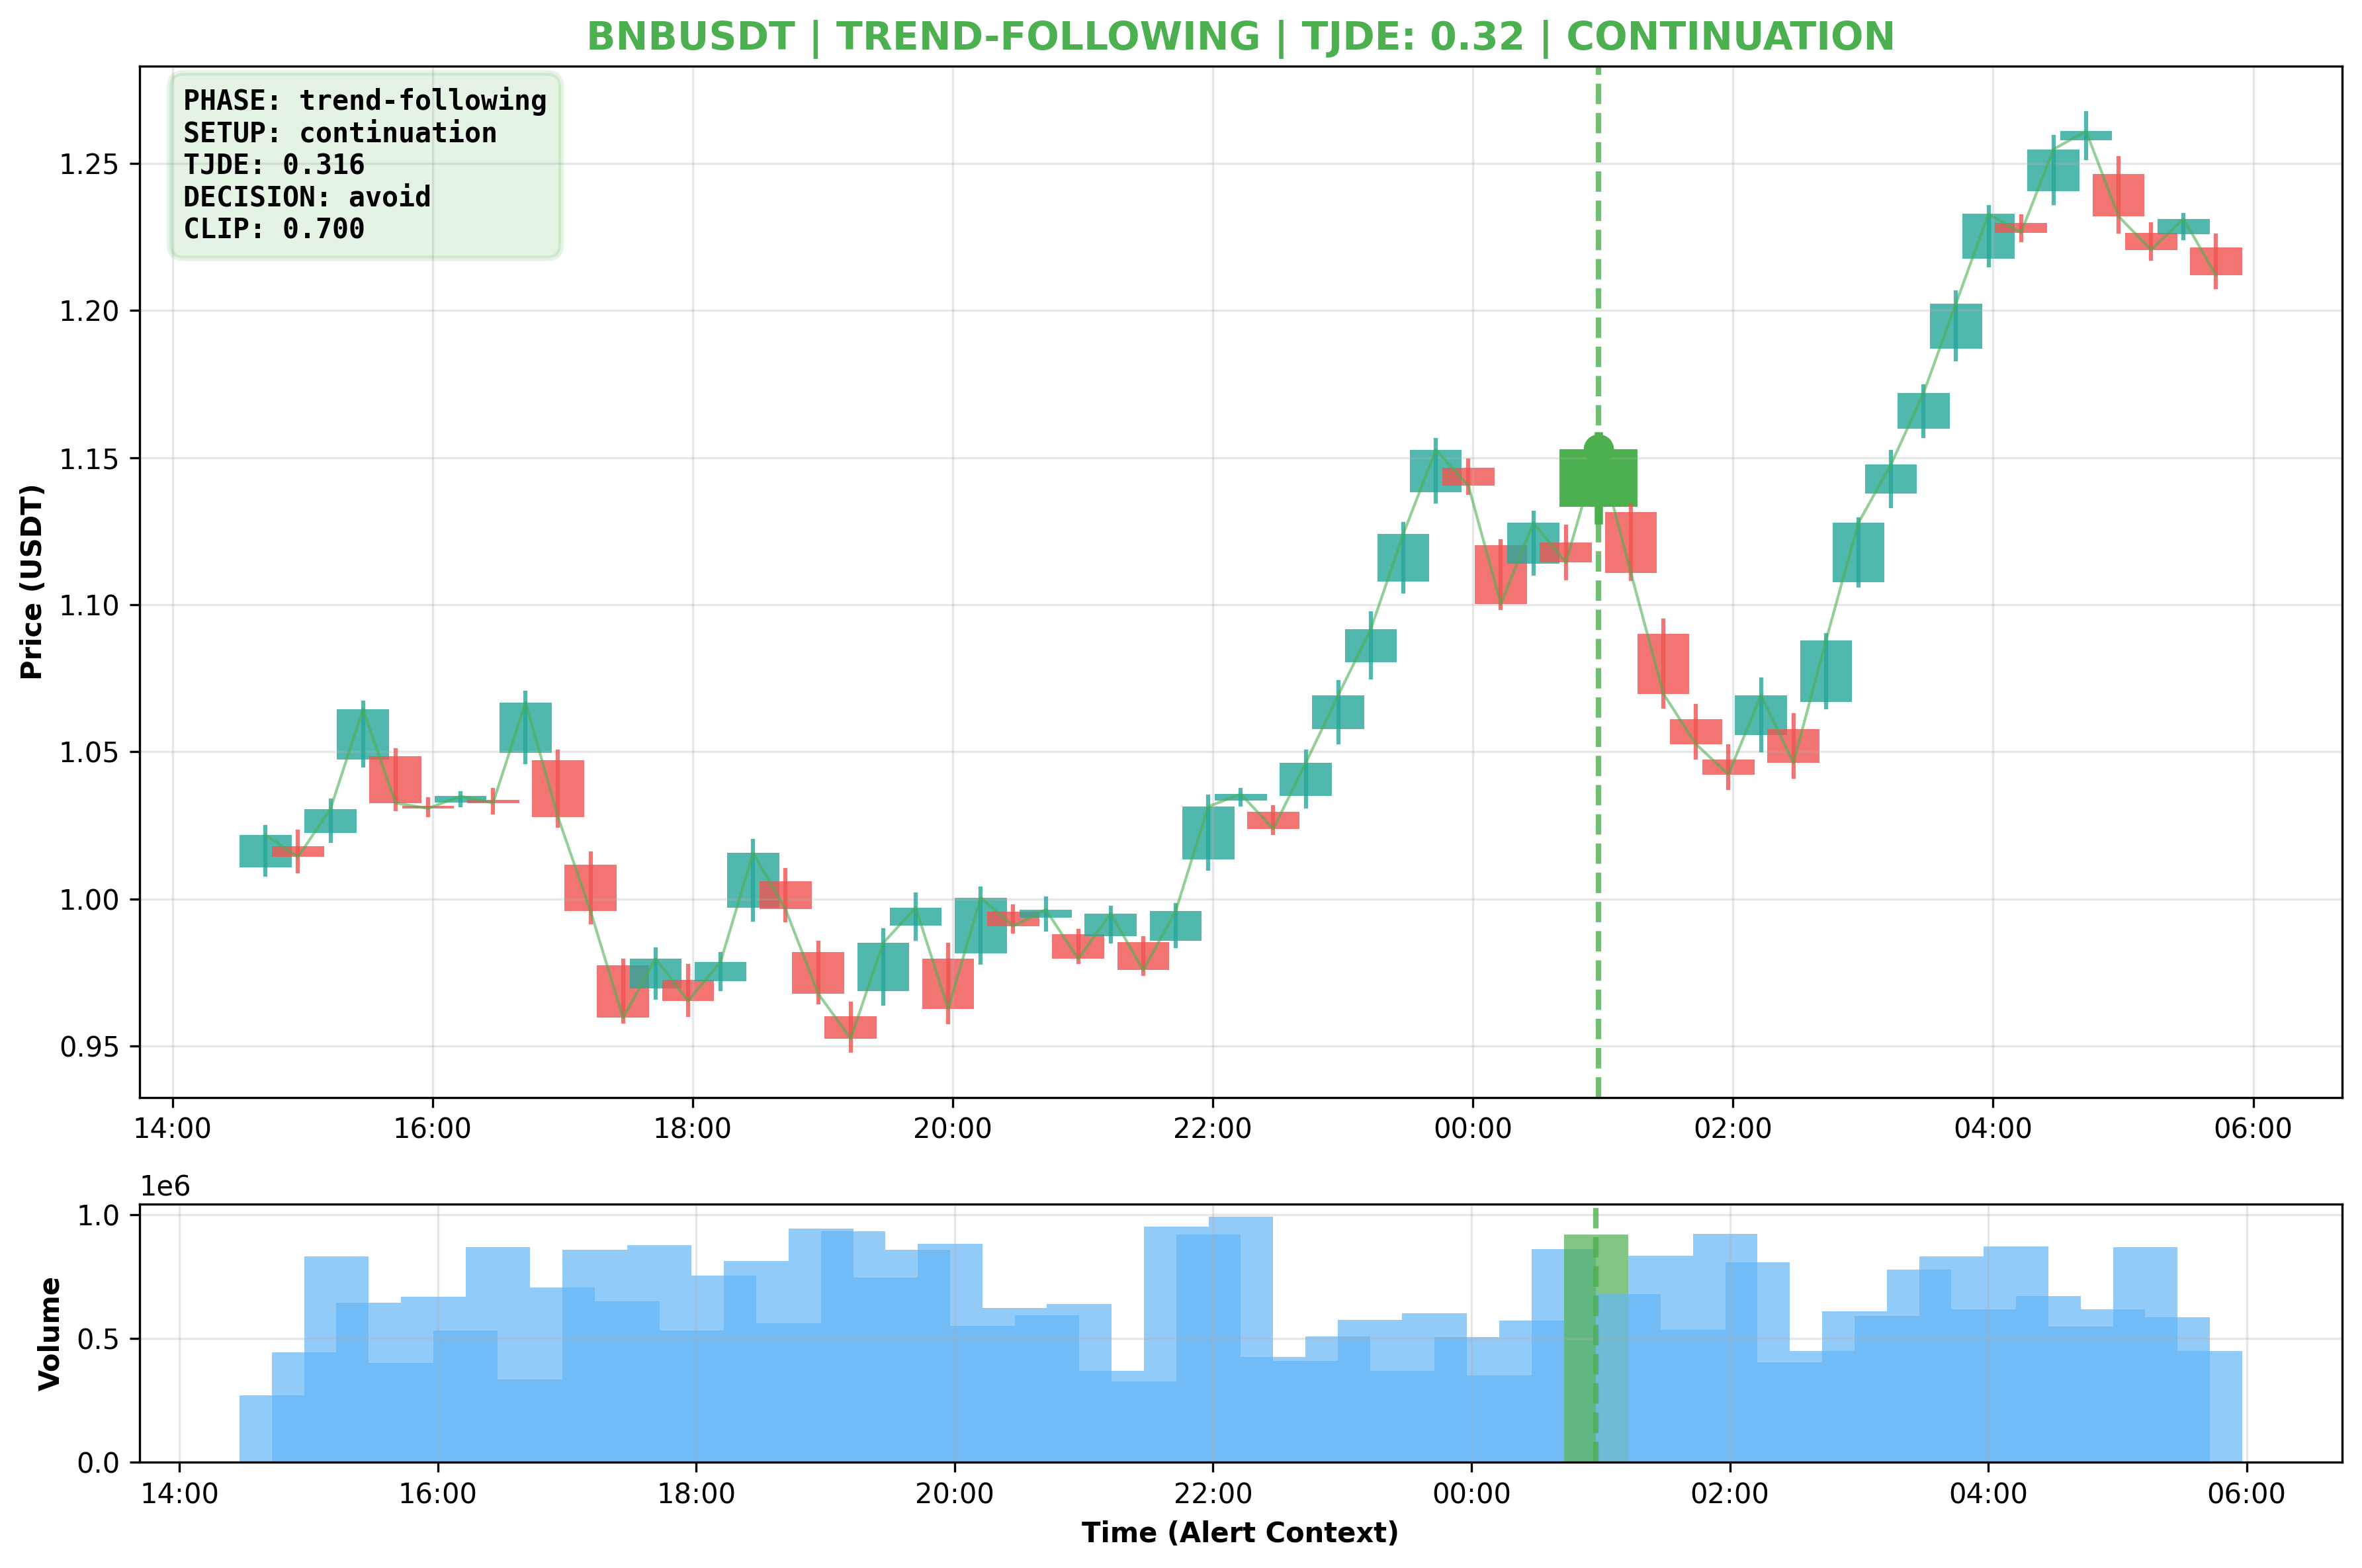 BNBUSDT | TREND-FOLLOWING | TJDE: 0.32 | CONTINUATION
PHASE: trend-following
SETUP: continuation
TJDE: 0.316
DECISION: avoid
CLIP: 0.700
Price (USDT)
1.25
1.20
1.15
1.10
1.05
1.00
0.95
14:00 16:00 18:00 20:00 22:00 00:00 02:00 04:00 06:00
1e6
Volume
1.0
0.5
0.0
14:00 16:00 18:00 20:00 22:00 00:00 02:00 04:00 06:00
Time (Alert Context)